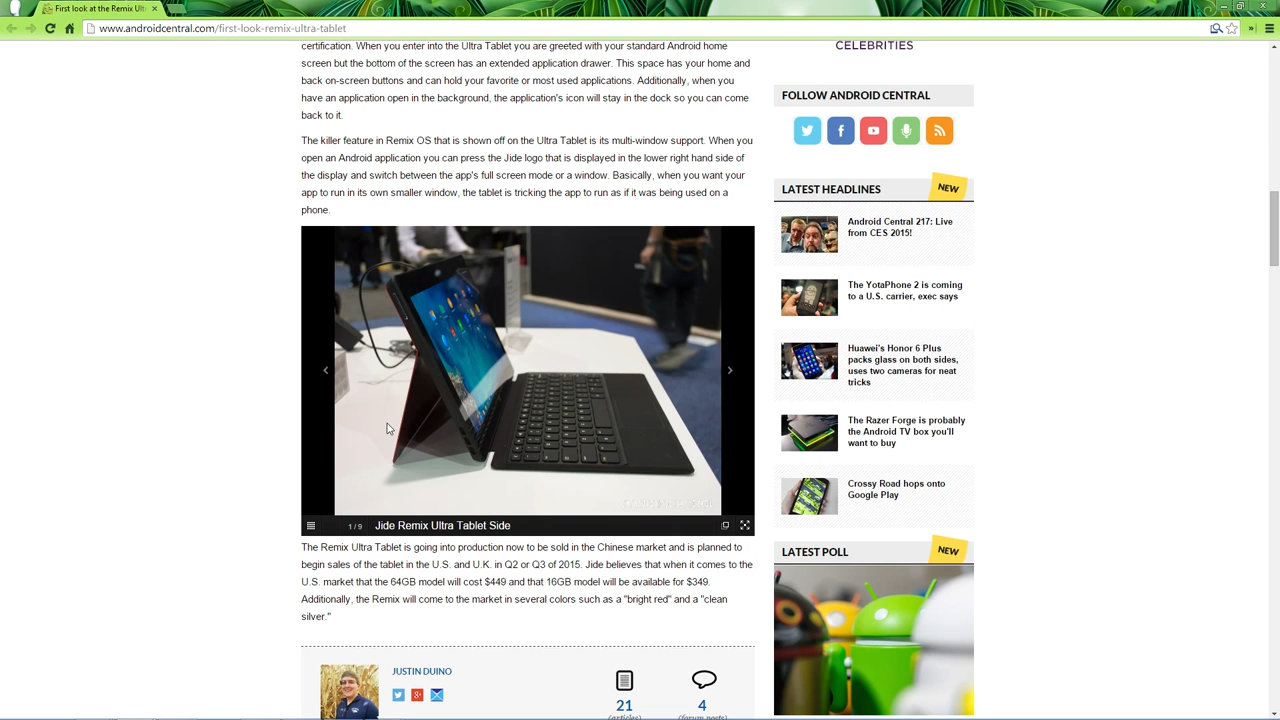 First look at the Remix Ult
www.androidcentral.com/first-look-remix-ultra-tablet
certification. When you enter into the Ultra Tablet you are greeted with your standard Android home
screen but the bottom of the screen has an extended application drawer. This space has your home and
back on-screen buttons and can hold your favorite or most used applications. Additionally, when you
have an application open in the background, the application's icon will stay in the dock so you can come
back to it.
The killer feature in Remix OS that is shown off on the Ultra Tablet is its multi-window support. When you
open an Android application you can press the Jide logo that is displayed in the lower right hand side of
the display and switch between the app's full screen mode or a window. Basically, when you want your
app to run in its own smaller window, the tablet is tricking the app to run as if it was being used on a
phone.
1 / 9 Jide Remix Ultra Tablet Side
The Remix Ultra Tablet is going into production now to be sold in the Chinese market and is planned to
begin sales of the tablet in the U.S. and U.K. in Q2 or Q3 of 2015. Jide believes that when it comes to the
U.S. market that the 64GB model will cost $449 and that 16GB model will be available for $349.
Additionally, the Remix will come to the market in several colors such as a "bright red" and a "clean
silver."
JUSTIN DUINO
21
(articles)
4
(forum posts)
CELEBRITIES
FOLLOW ANDROID CENTRAL
LATEST HEADLINES
NEW
Android Central 217: Live
from CES 2015!
The YotaPhone 2 is coming
to a U.S. carrier, exec says
Huawei's Honor 6 Plus
packs glass on both sides,
uses two cameras for neat
tricks
The Razer Forge is probably
the Android TV box you'll
want to buy
Crossy Road hops onto
Google Play
LATEST POLL
NEW